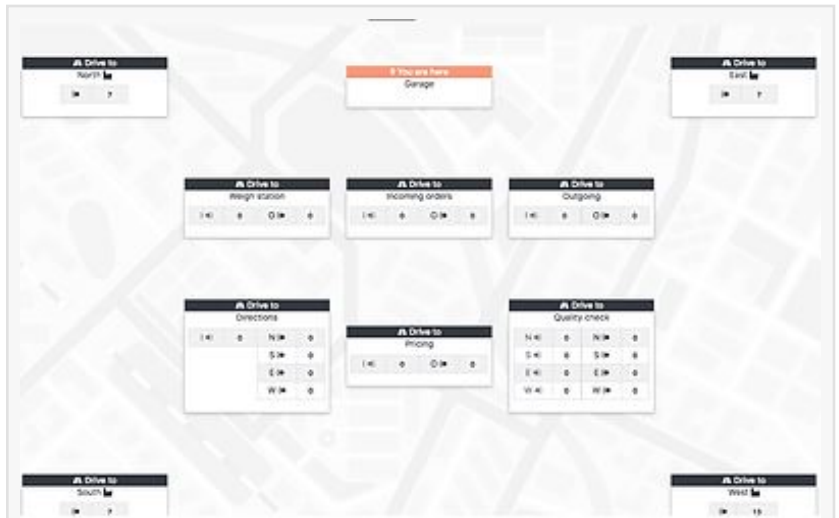 Drive to
North
7
You are here
Garage
Drive to
East
7
Drive to
Weigh station
I 0 O 0
Drive to
Incoming orders
I 0 O 0
Drive to
Outgoing
I 0 O 0
Drive to
Directions
I 0 N 0
S 0
E 0
W 0
Drive to
Pricing
I 0 O 0
Drive to
Quality check
N 0 N 0
S 0 S 0
E 0 E 0
W 0 W 0
Drive to
South
7
Drive to
West